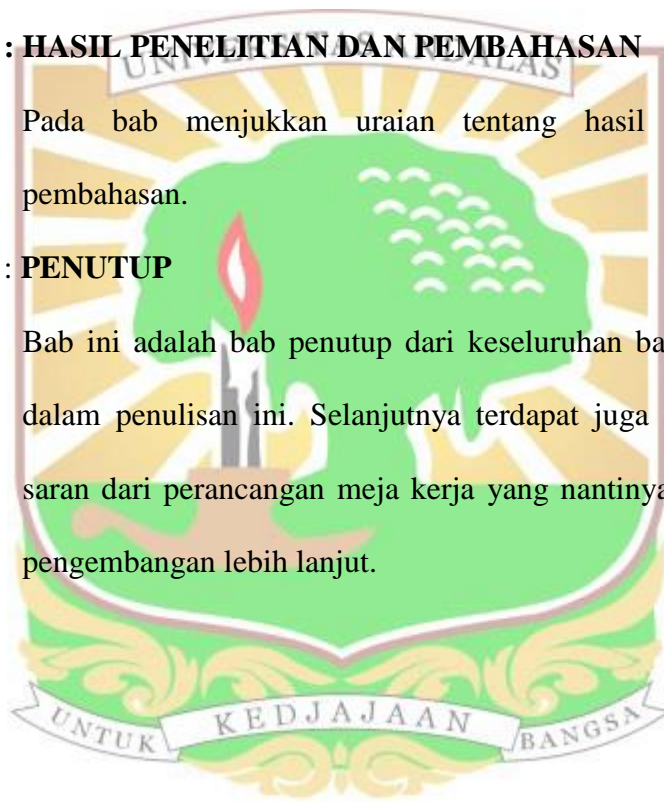 : HASIL PENELITIAN DAN PEMBAHASAN
UNIVERSITAS ANDALAS
Pada bab menjukkan uraian tentang hasil
pembahasan.
: PENUTUP
Bab ini adalah bab penutup dari keseluruhan ba
dalam penulisan ini. Selanjutnya terdapat juga
saran dari perancangan meja kerja yang nantinya
pengembangan lebih lanjut.
UNTUK KEDJAJAAN BANGSA